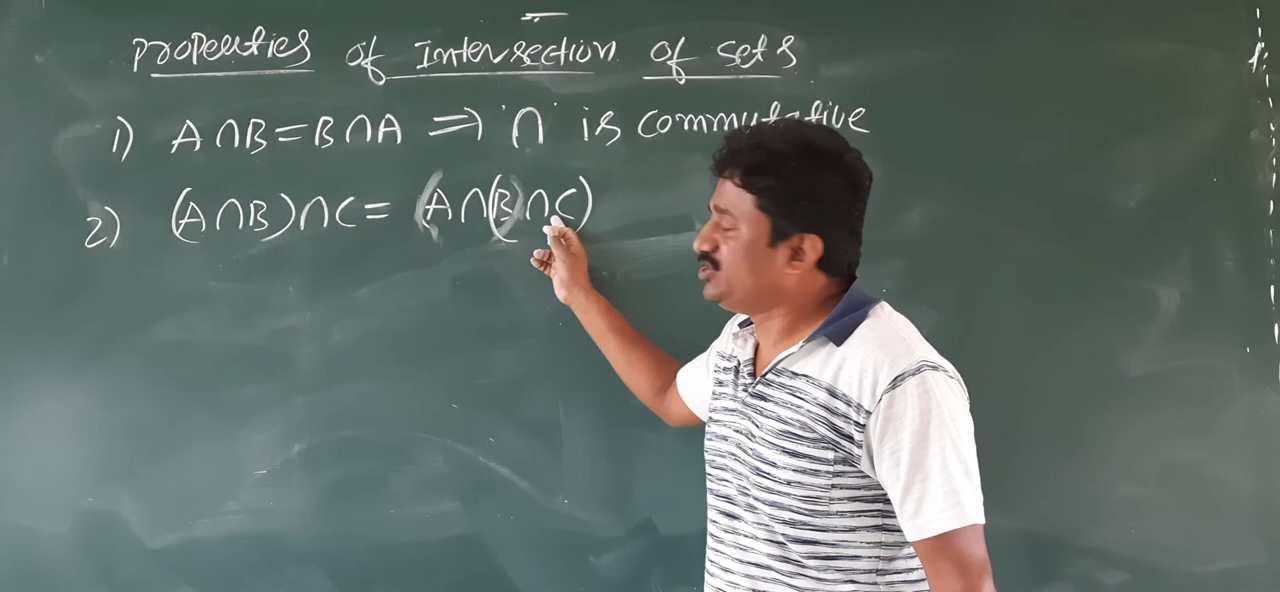 Properties of Intersection of sets
1) A∩B=B∩A ⇒ '∩' is commutative
2) (A∩B)∩C= A∩(B∩C)